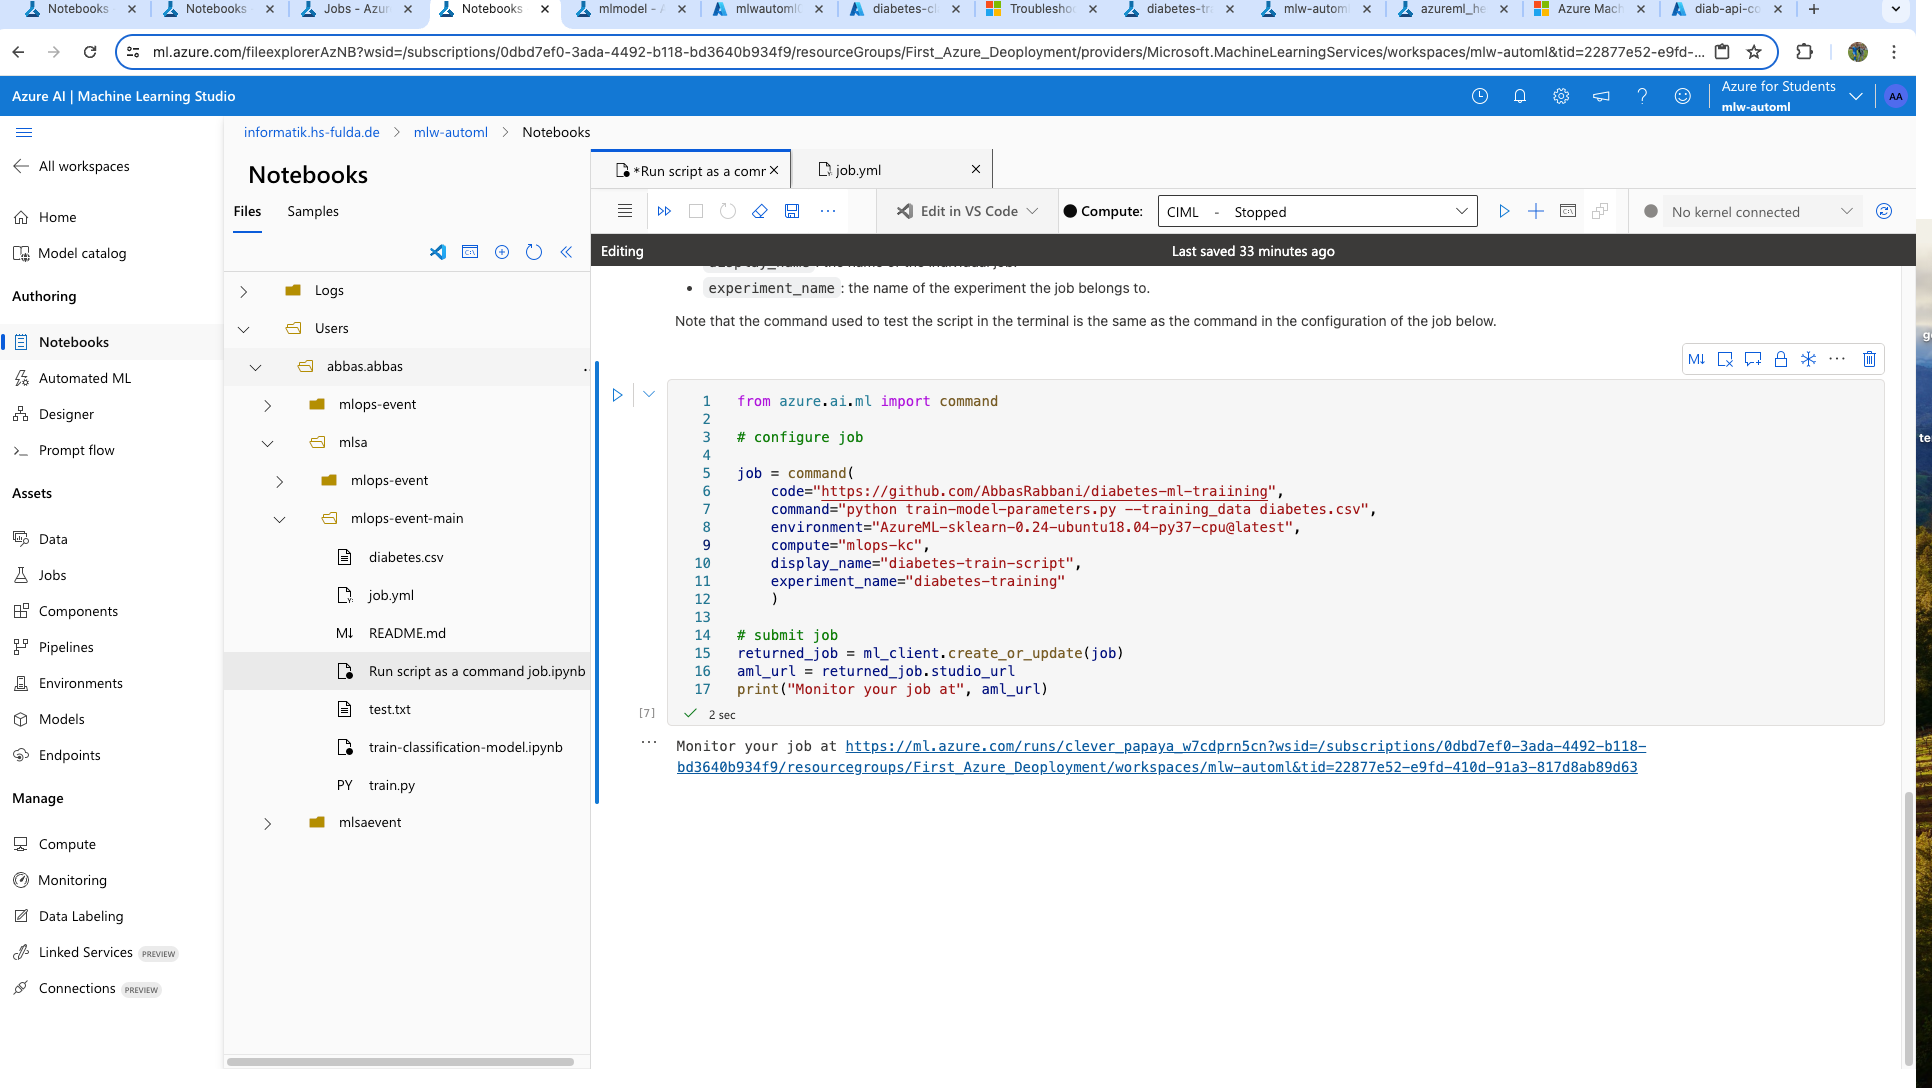 Notebooks
Notebooks
Jobs - Azur
Notebooks
mlmodel - A
mlwautoml
diabetes-cl
Troubleshoo
diabetes-tra
mlw-autom
azureml_he
Azure Mach
diab-api-co
ml.azure.com/fileexplorerAzNB?wsid=/subscriptions/0dbd7ef0-3ada-4492-b118-bd3640b934f9/resourceGroups/First_Azure_Deoployment/providers/Microsoft.MachineLearningServices/workspaces/mlw-automl&tid=22877e52-e9fd-...
Azure AI | Machine Learning Studio
Azure for Students
mlw-automl
AA
informatik.hs-fulda.de > mlw-automl > Notebooks
All workspaces
Home
Model catalog
Authoring
Notebooks
Automated ML
Designer
Prompt flow
Assets
Data
Jobs
Components
Pipelines
Environments
Models
Endpoints
Manage
Compute
Monitoring
Data Labeling
Linked Services PREVIEW
Connections PREVIEW
Notebooks
Files Samples
Logs
Users
abbas.abbas
mlops-event
mlsa
mlops-event
mlops-event-main
diabetes.csv
job.yml
README.md
Run script as a command job.ipynb
test.txt
train-classification-model.ipynb
PY train.py
mlsaevent
*Run script as a comr
job.yml
Edit in VS Code
Compute: CIML - Stopped
No kernel connected
Editing
Last saved 33 minutes ago
display_name : the name of the individual job.
• experiment_name : the name of the experiment the job belongs to.
Note that the command used to test the script in the terminal is the same as the command in the configuration of the job below.
1 from azure.ai.ml import command
2
3 # configure job
4
5 job = command(
6 code="https://github.com/AbbasRabbani/diabetes-ml-traiining",
7 command="python train-model-parameters.py --training_data diabetes.csv",
8 environment="AzureML-sklearn-0.24-ubuntu18.04-py37-cpu@latest",
9 compute="mlops-kc",
10 display_name="diabetes-train-script",
11 experiment_name="diabetes-training"
12 )
13
14 # submit job
15 returned_job = ml_client.create_or_update(job)
16 aml_url = returned_job.studio_url
17 print("Monitor your job at", aml_url)
[7] 2 sec
Monitor your job at https://ml.azure.com/runs/clever_papaya_w7cdprn5cn?wsid=/subscriptions/0dbd7ef0-3ada-4492-b118-
bd3640b934f9/resourcegroups/First_Azure_Deoployment/workspaces/mlw-automl&tid=22877e52-e9fd-410d-91a3-817d8ab89d63